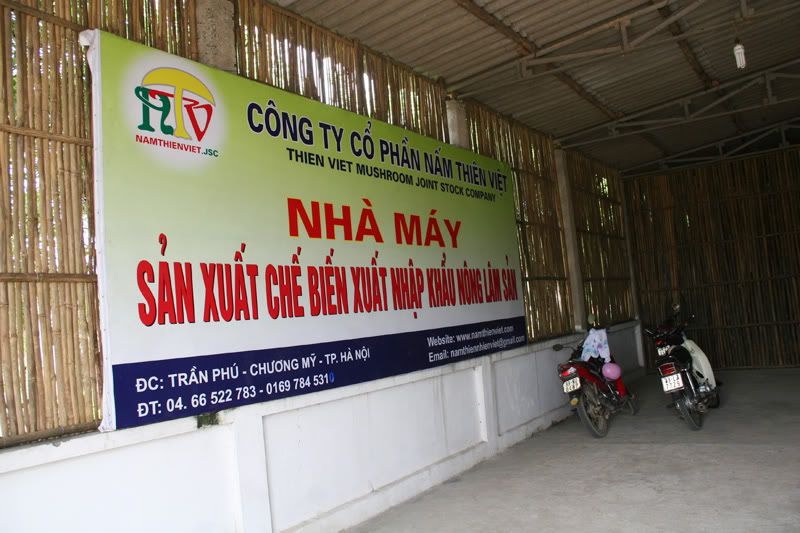 NTV
NAMTHIENVIET.JSC
CÔNG TY CỔ PHẦN NẤM THIÊN VIỆT
THIEN VIET MUSHROOM JOINT STOCK COMPANY
NHÀ MÁY
SẢN XUẤT CHẾ BIẾN XUẤT NHẬP KHẨU NÔNG LÂM SẢN
ĐC: TRẦN PHÚ - CHƯƠNG MỸ - TP. HÀ NỘI
ĐT: 04. 66 522 783 - 0169 784 5310
Website: www.namthienviet.com
Email: namthiennhienviet@gmail.com